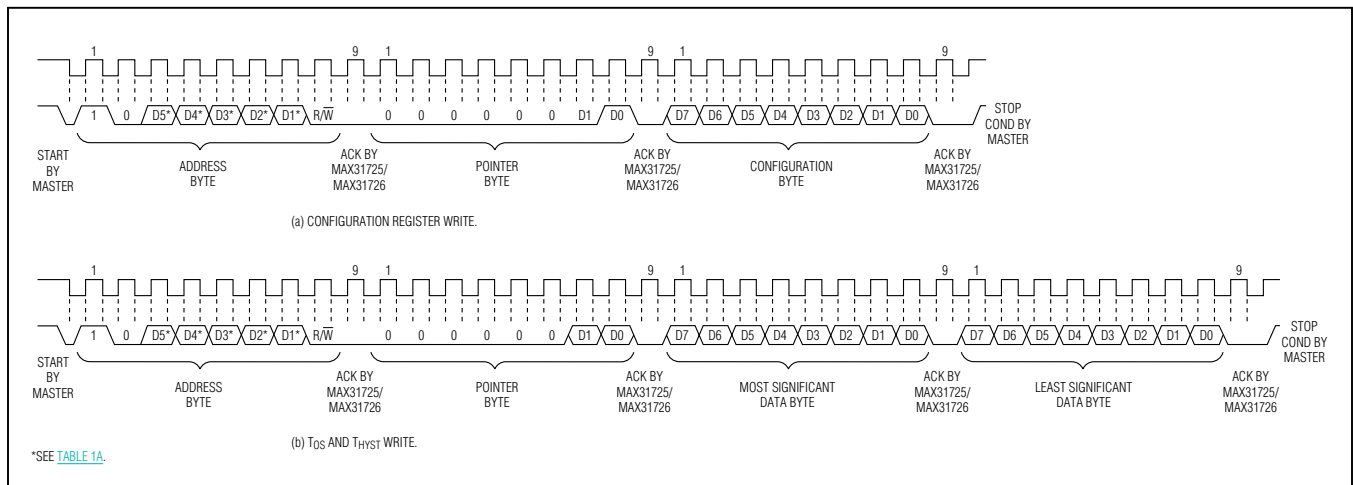 1 9 1 9 1 9
1 0 D5* D4* D3* D2* D1* R/W̅ 0 0 0 0 0 0 D1 D0 D7 D6 D5 D4 D3 D2 D1 D0
START
BY
MASTER
ADDRESS
BYTE
ACK BY
MAX31725/
MAX31726
POINTER
BYTE
ACK BY
MAX31725/
MAX31726
CONFIGURATION
BYTE
ACK BY
MAX31725/
MAX31726
STOP
COND BY
MASTER
(a) CONFIGURATION REGISTER WRITE.
1 9 1 9 1 9 1 9
1 0 D5* D4* D3* D2* D1* R/W̅ 0 0 0 0 0 0 D1 D0 D7 D6 D5 D4 D3 D2 D1 D0 D7 D6 D5 D4 D3 D2 D1 D0
START
BY
MASTER
ADDRESS
BYTE
ACK BY
MAX31725/
MAX31726
POINTER
BYTE
ACK BY
MAX31725/
MAX31726
MOST SIGNIFICANT
DATA BYTE
ACK BY
MAX31725/
MAX31726
LEAST SIGNIFICANT
DATA BYTE
ACK BY
MAX31725/
MAX31726
STOP
COND BY
MASTER
(b) TOS AND THYST WRITE.
*SEE TABLE 1A.